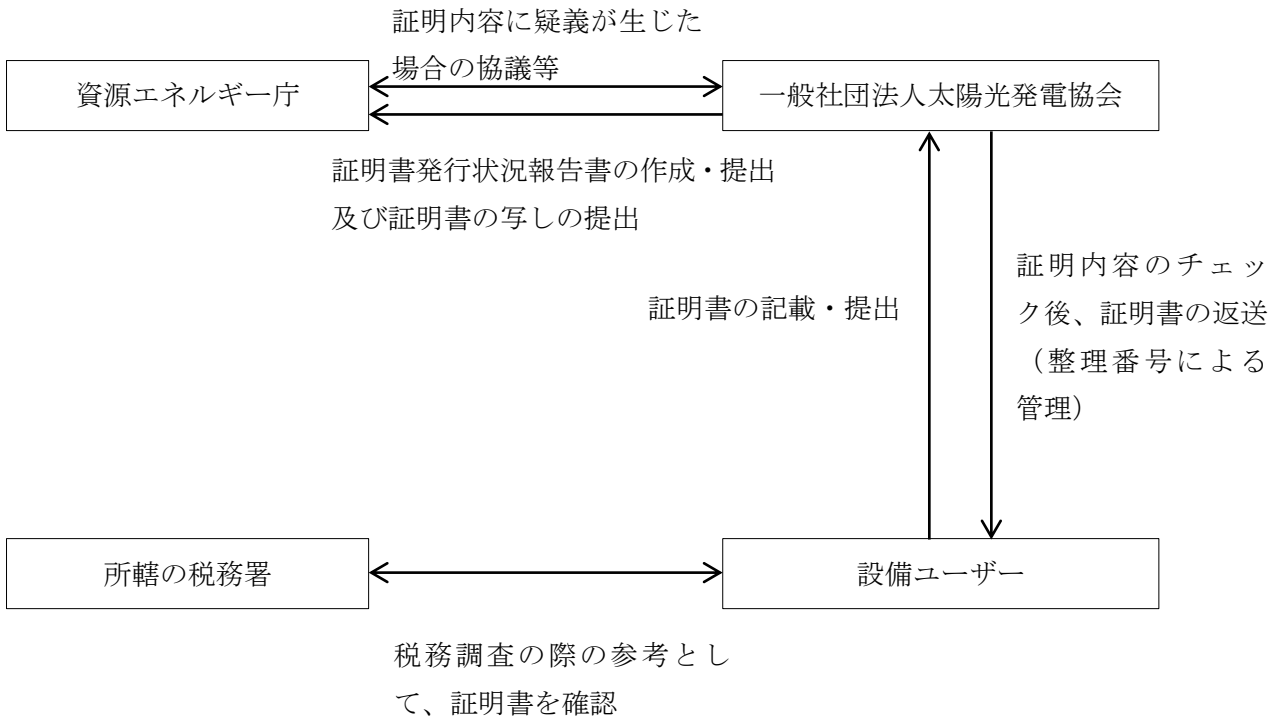 証明内容に疑義が生じた
場合の協議等
資源エネルギー庁
一般社団法人太陽光発電協会
証明書発行状況報告書の作成・提出
及び証明書の写しの提出
証明書の記載・提出
証明内容のチェッ
ク後、証明書の返送
（整理番号による
管理）
所轄の税務署
設備ユーザー
税務調査の際の参考とし
て、証明書を確認